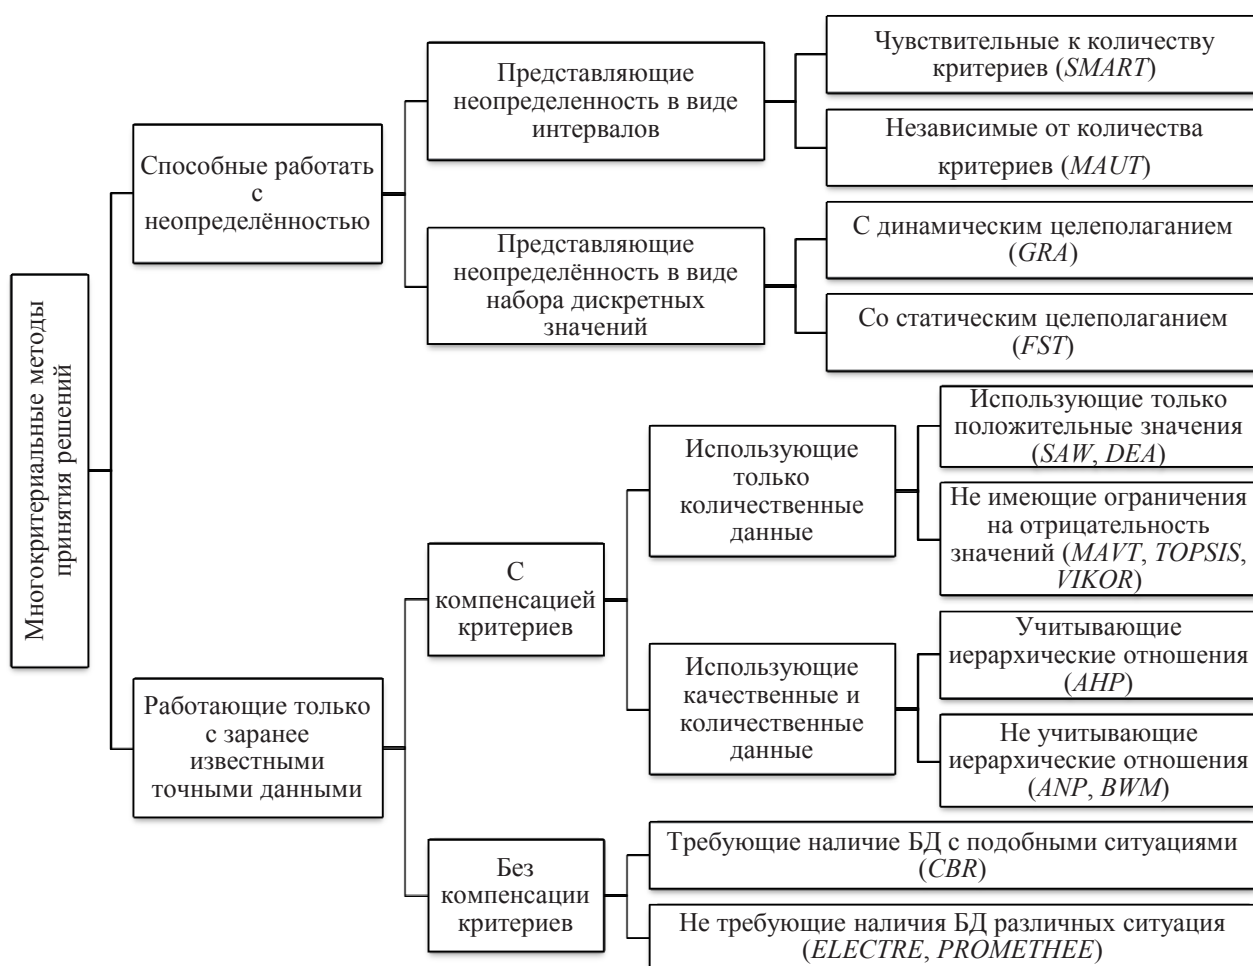 Многокритериальные методы
принятия решений
Способные работать
с
неопределённостью
Представляющие
неопределенность в виде
интервалов
Чувствительные к количеству
критериев (SMART)
Независимые от количества
критериев (MAUT)
Представляющие
неопределённость в виде
набора дискретных
значений
С динамическим целеполаганием
(GRA)
Со статическим целеполаганием
(FST)
Работающие только
с заранее
известными
точными данными
С
компенсацией
критериев
Использующие
только
количественные
данные
Использующие только
положительные значения
(SAW, DEA)
Не имеющие ограничения
на отрицательность
значений (MAVT, TOPSIS,
VIKOR)
Использующие
качественные и
количественные
данные
Учитывающие
иерархические отношения
(AHP)
Не учитывающие
иерархические отношения
(ANP, BWM)
Без
компенсации
критериев
Требующие наличие БД с подобными ситуациями
(CBR)
Не требующие наличия БД различных ситуация
(ELECTRE, PROMETHEE)